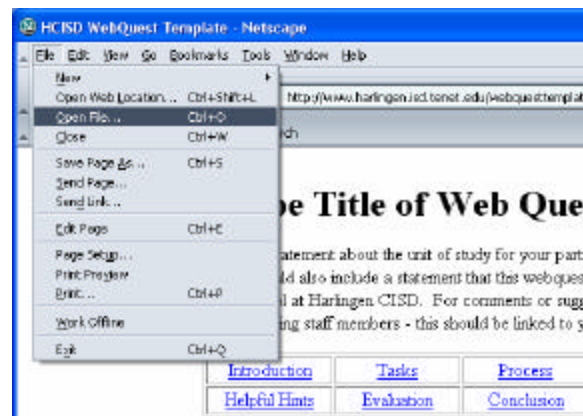 HCISD WebQuest Template - Netscape
File Edit View Go Bookmarks Tools Window Help
New
Open Web Location... Ctrl+Shift+L
http://www.harlingen.isd.tenet.edu/webquesttemplat
Open File... Ctrl+O
Close Ctrl+W
ch
Save Page As... Ctrl+S
Send Page...
Send Link...
pe Title of Web Que
Edit Page Ctrl+E
Page Setup...
atement about the unit of study for your part
Print Preview
ld also include a statement that this webques
Print... Ctrl+P
l at Harlingen CISD. For comments or sugg
Work Offline
ing staff members - this should be linked to y
Exit Ctrl+Q
Introduction Tasks Process
Helpful Hints Evaluation Conclusion